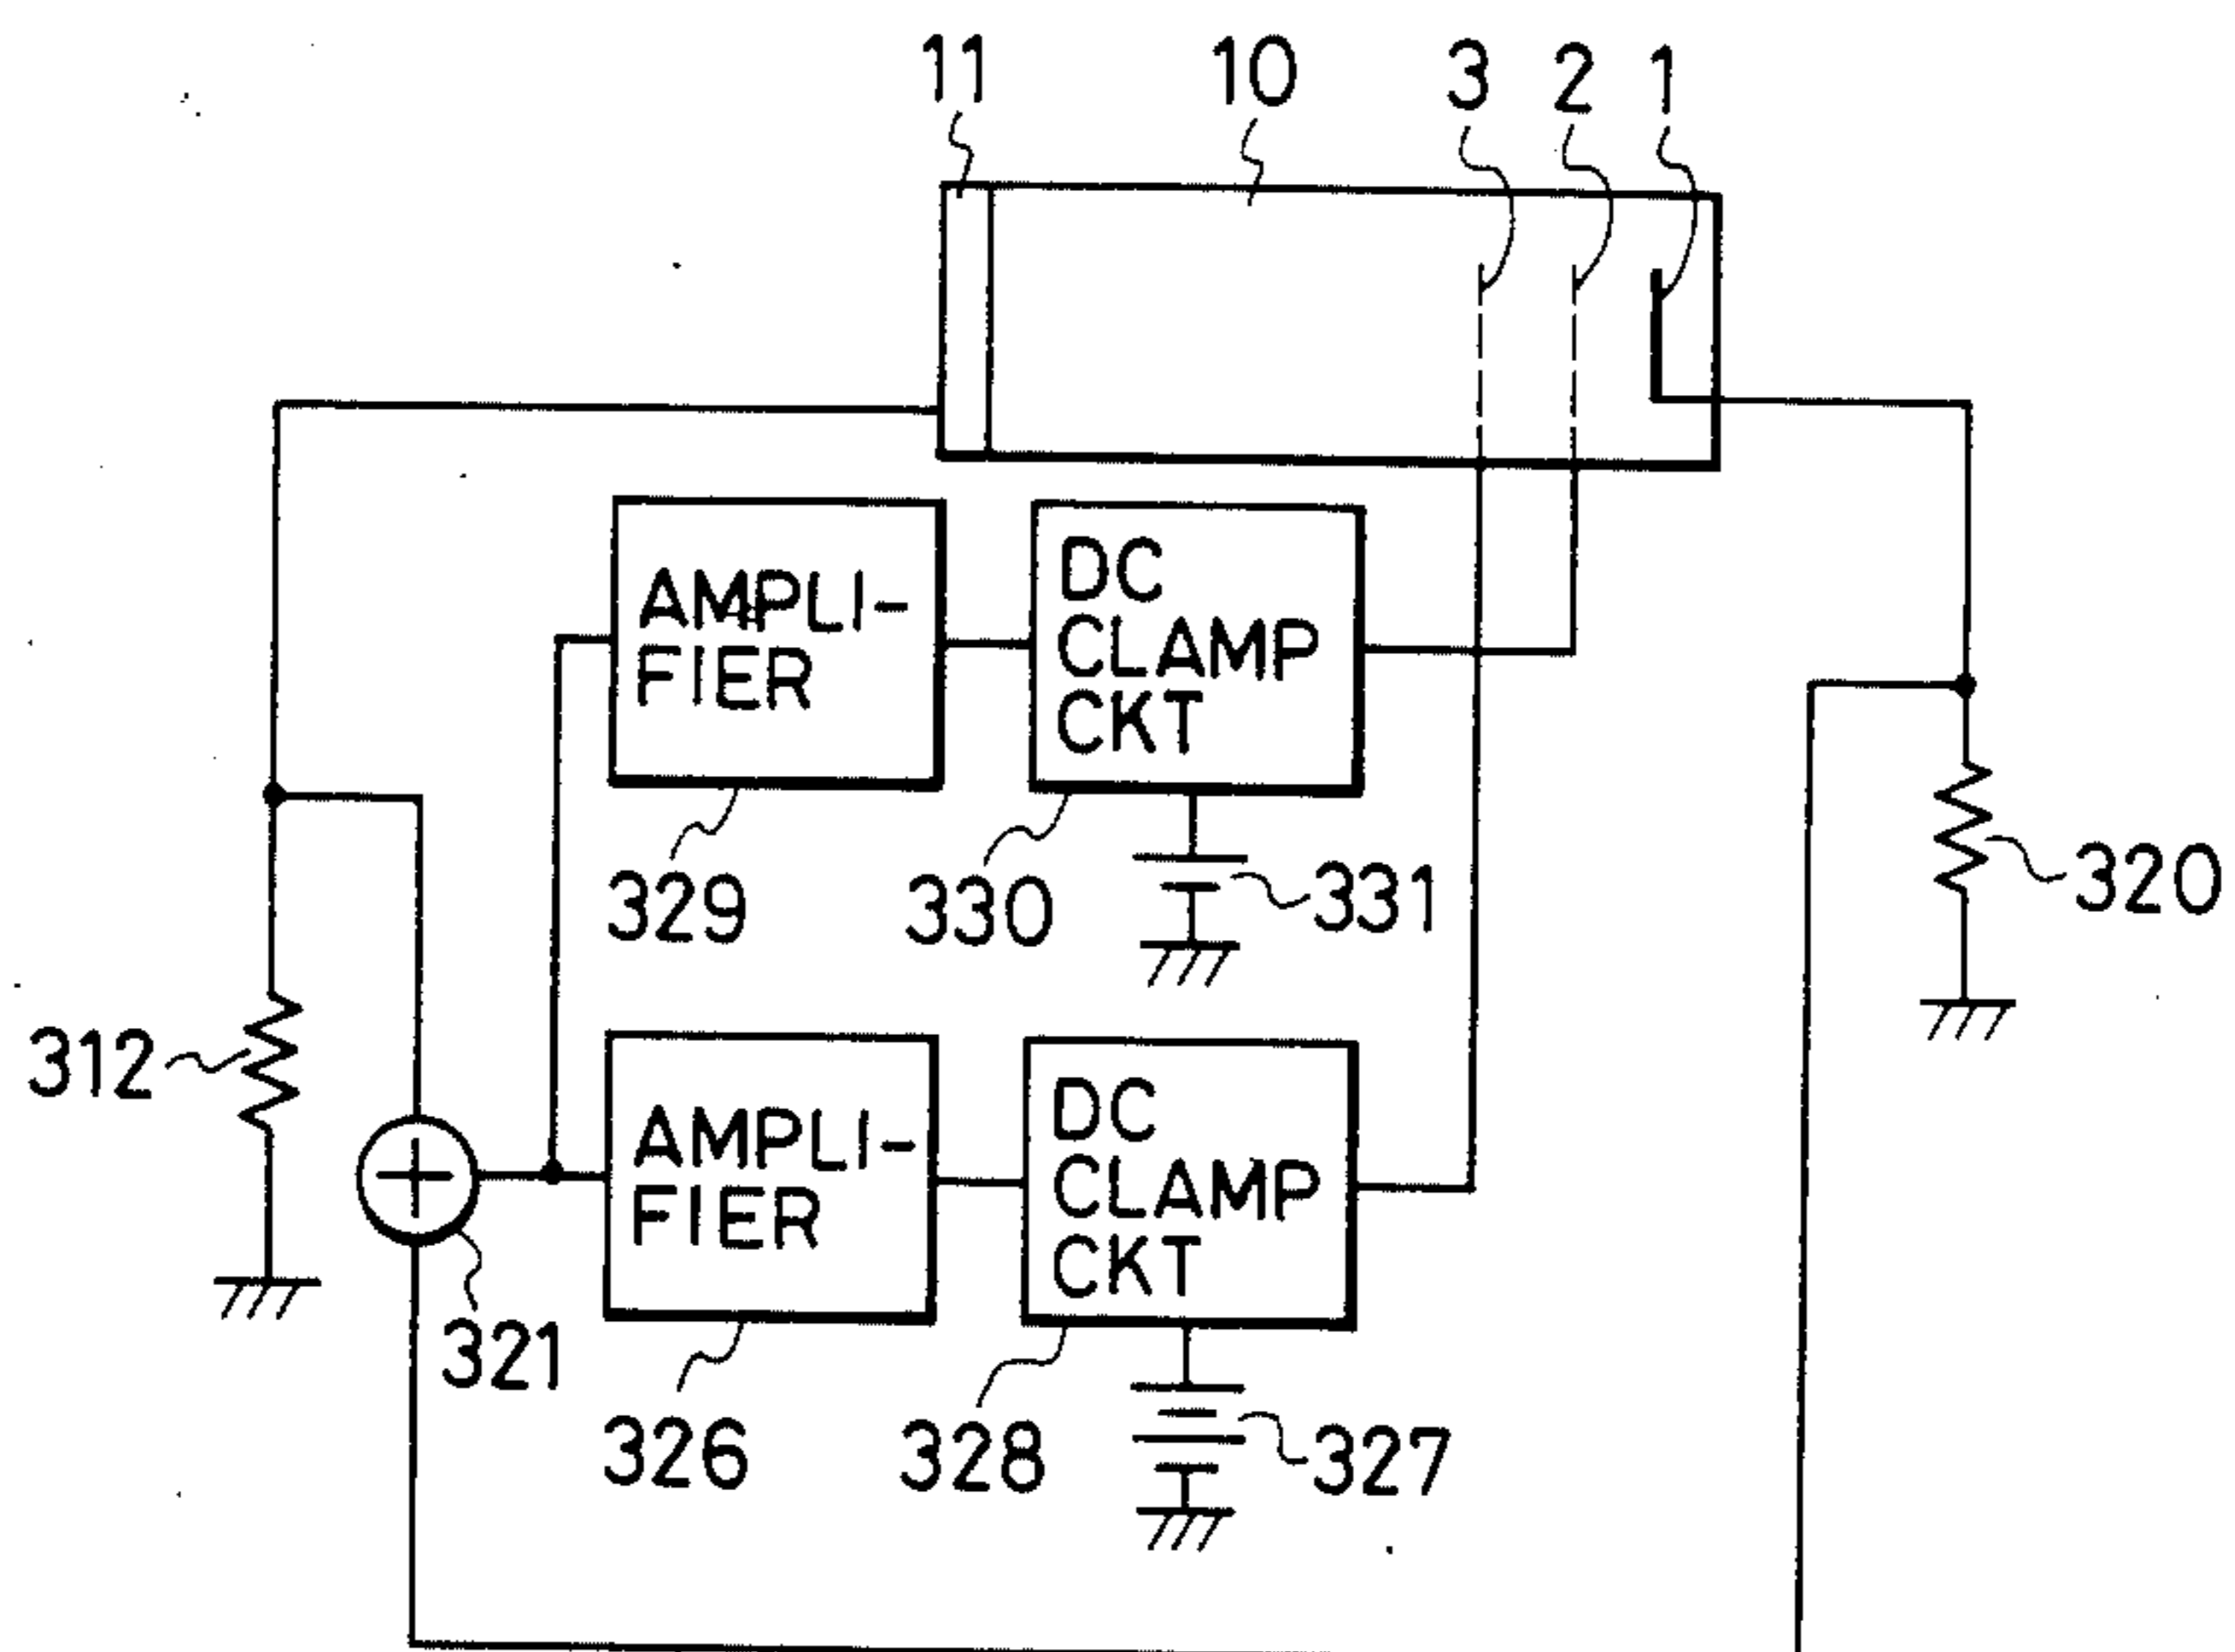 11 10 3 2 1
AMPLI-
FIER
DC
CLAMP
CKT
329 330 331 320
312
AMPLI-
FIER
DC
CLAMP
CKT
321
326 328 327